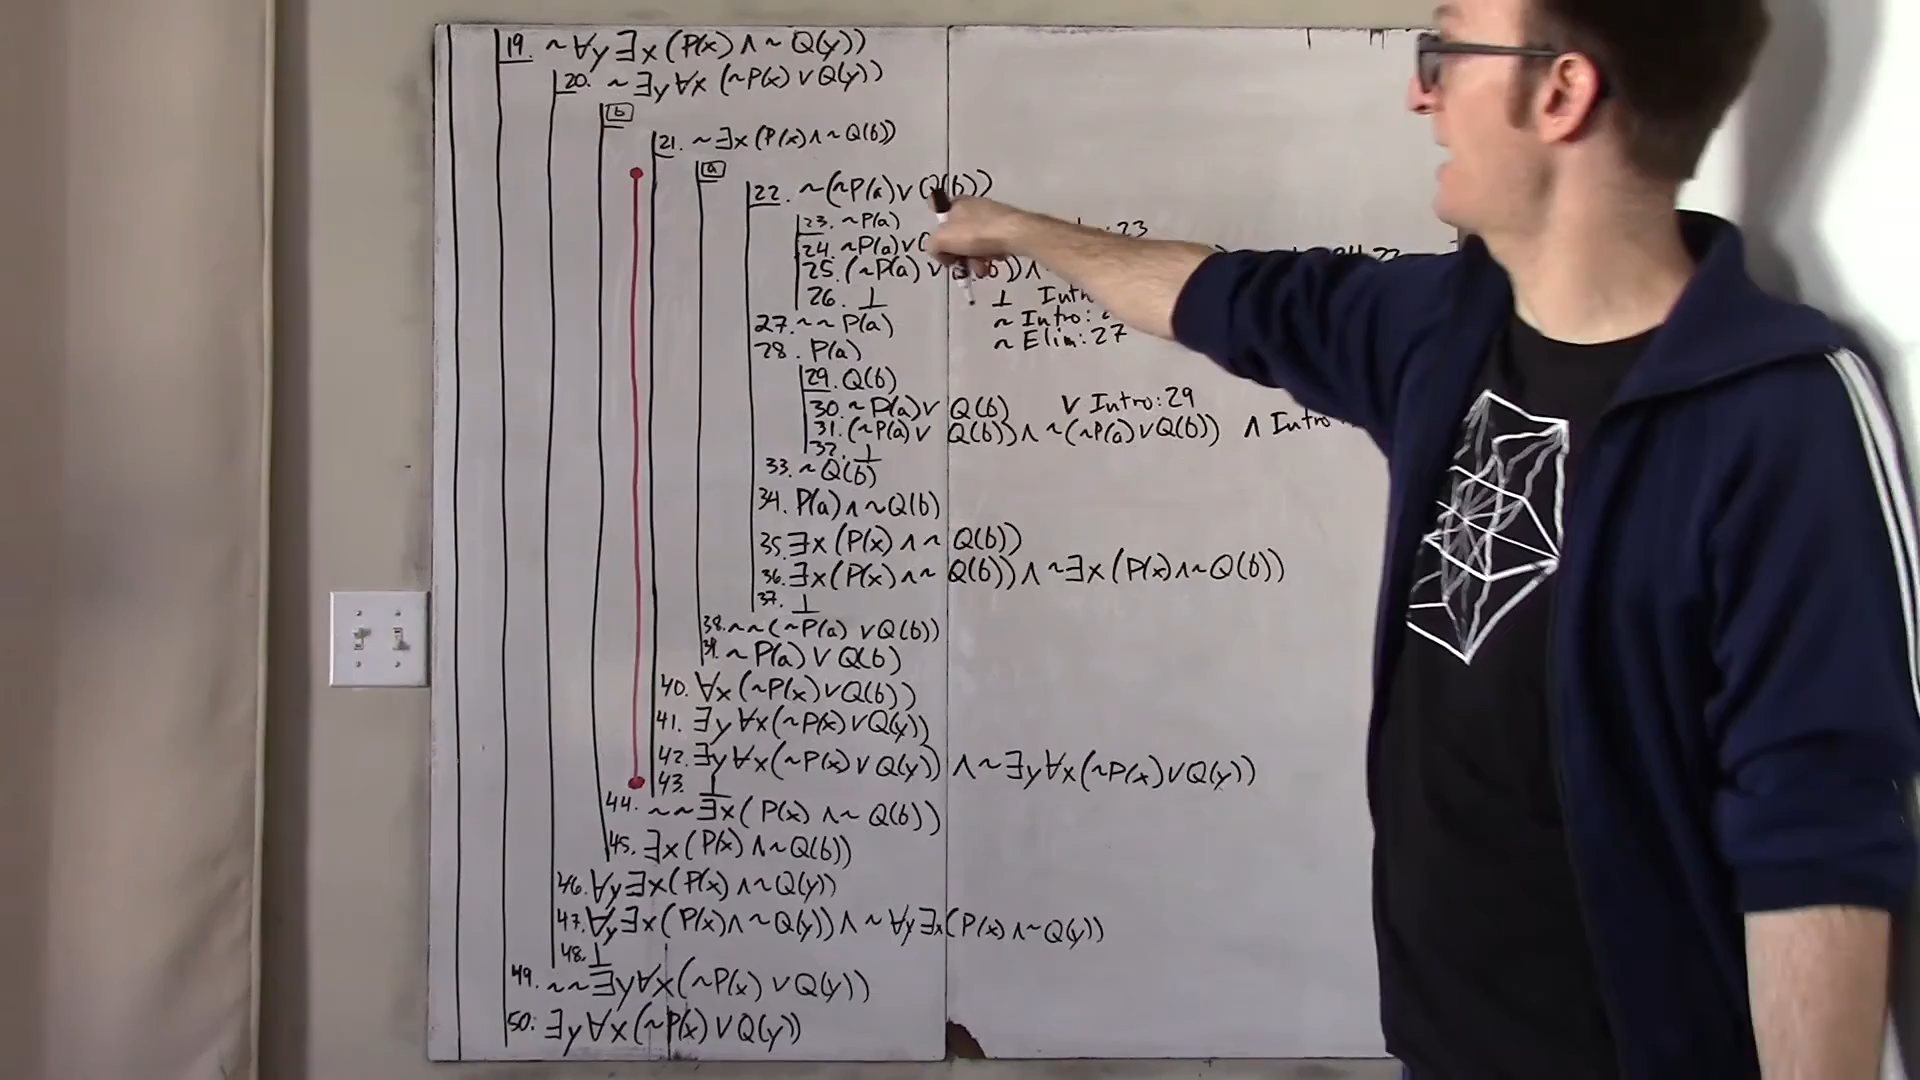 19. ~∀y∃x(P(x)∧~Q(y))
20. ~∃y∀x(~P(x)∨Q(y))
b
21. ~∃x(P(x)∧~Q(b))
a
22. ~(~P(a)∨Q(b))
23. ~P(a)
24. ~P(a)∨ : 23
25. (~P(a)∨Q(b))∧
26. ⊥ ⊥ Intr
27. ~~P(a) ~ Intro:
28. P(a) ~ Elim: 27
29. Q(b)
30. ~P(a)∨Q(b) ∨ Intro: 29
31. (~P(a)∨Q(b))∧~(~P(a)∨Q(b)) ∧ Intro
32. ⊥
33. ~Q(b)
34. P(a)∧~Q(b)
35. ∃x(P(x)∧~Q(b))
36. ∃x(P(x)∧~Q(b))∧~∃x(P(x)∧~Q(b))
37. ⊥
38. ~~(~P(a)∨Q(b))
39. ~P(a)∨Q(b)
40. ∀x(~P(x)∨Q(b))
41. ∃y∀x(~P(x)∨Q(y))
42. ∃y∀x(~P(x)∨Q(y))∧~∃y∀x(~P(x)∨Q(y))
43. ⊥
44. ~~∃x(P(x)∧~Q(b))
45. ∃x(P(x)∧~Q(b))
46. ∀y∃x(P(x)∧~Q(y))
47. ∀y∃x(P(x)∧~Q(y))∧~∀y∃x(P(x)∧~Q(y))
48. ⊥
49. ~~∃y∀x(~P(x)∨Q(y))
50. ∃y∀x(~P(x)∨Q(y))